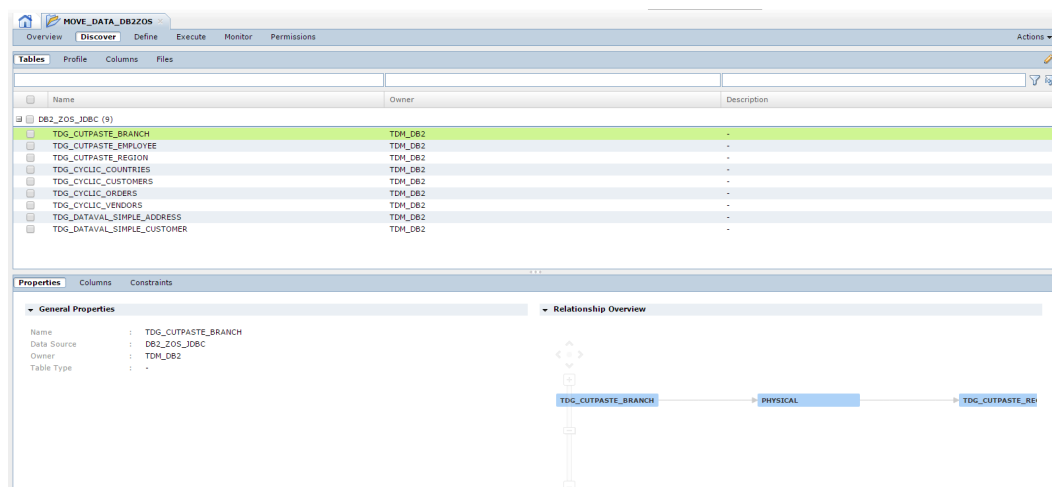 MOVE_DATA_DB2ZOS
Overview Discover Define Execute Monitor Permissions Actions
Tables Profile Columns Files
Name Owner Description
DB2_ZOS_JDBC (9)
TDG_CUTPASTE_BRANCH TDM_DB2 -
TDG_CUTPASTE_EMPLOYEE TDM_DB2 -
TDG_CUTPASTE_REGION TDM_DB2 -
TDG_CYCLIC_COUNTRIES TDM_DB2 -
TDG_CYCLIC_CUSTOMERS TDM_DB2 -
TDG_CYCLIC_ORDERS TDM_DB2 -
TDG_CYCLIC_VENDORS TDM_DB2 -
TDG_DATAVAL_SIMPLE_ADDRESS TDM_DB2 -
TDG_DATAVAL_SIMPLE_CUSTOMER TDM_DB2 -
Properties Columns Constraints
General Properties Relationship Overview
Name : TDG_CUTPASTE_BRANCH
Data Source : DB2_ZOS_JDBC
Owner : TDM_DB2
Table Type : -
TDG_CUTPASTE_BRANCH PHYSICAL TDG_CUTPASTE_RE